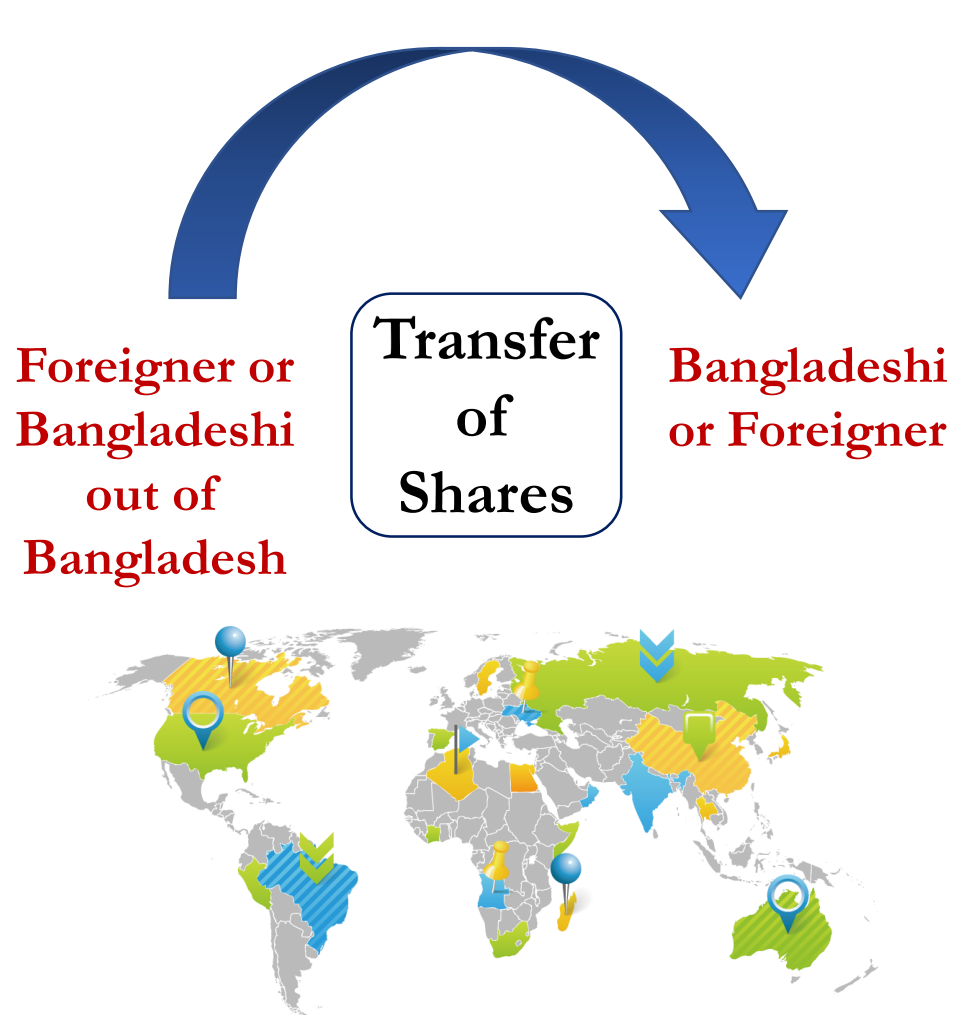 Foreigner or
Bangladeshi
out of
Bangladesh
Transfer
of
Shares
Bangladeshi
or Foreigner